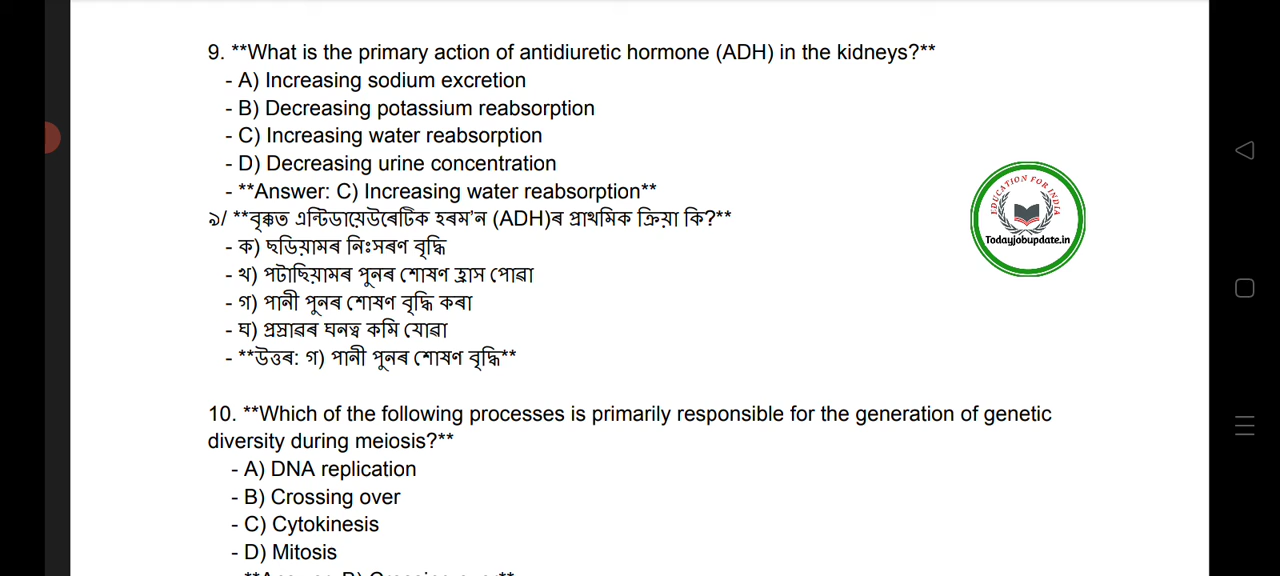 9. **What is the primary action of antidiuretic hormone (ADH) in the kidneys?**
- A) Increasing sodium excretion
- B) Decreasing potassium reabsorption
- C) Increasing water reabsorption
- D) Decreasing urine concentration
- **Answer: C) Increasing water reabsorption**
৯/ **বৃক্কত এন্টিডায়েউৰেটিক হৰম'ন (ADH)ৰ প্ৰাথমিক ক্ৰিয়া কি?**
- ক) ছডিয়ামৰ নিঃসৰণ বৃদ্ধি
- খ) পটাছিয়ামৰ পুনৰ শোষণ হ্ৰাস পোৱা
- গ) পানী পুনৰ শোষণ বৃদ্ধি কৰা
- ঘ) প্ৰস্ৰাৱৰ ঘনত্ব কমি যোৱা
- **উত্তৰ: গ) পানী পুনৰ শোষণ বৃদ্ধি**
EDUCATION FOR INDIA
Todayjobupdate.in
10. **Which of the following processes is primarily responsible for the generation of genetic
diversity during meiosis?**
- A) DNA replication
- B) Crossing over
- C) Cytokinesis
- D) Mitosis
- **Answer: B) Crossing over**